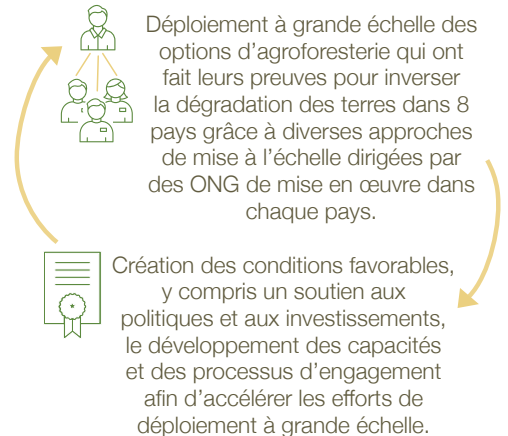 Déploiement à grande échelle des
options d’agroforesterie qui ont
fait leurs preuves pour inverser
la dégradation des terres dans 8
pays grâce à diverses approches
de mise à l’échelle dirigées par
des ONG de mise en œuvre dans
chaque pays.
Création des conditions favorables,
y compris un soutien aux
politiques et aux investissements,
le développement des capacités
et des processus d’engagement
afin d’accélérer les efforts de
déploiement à grande échelle.